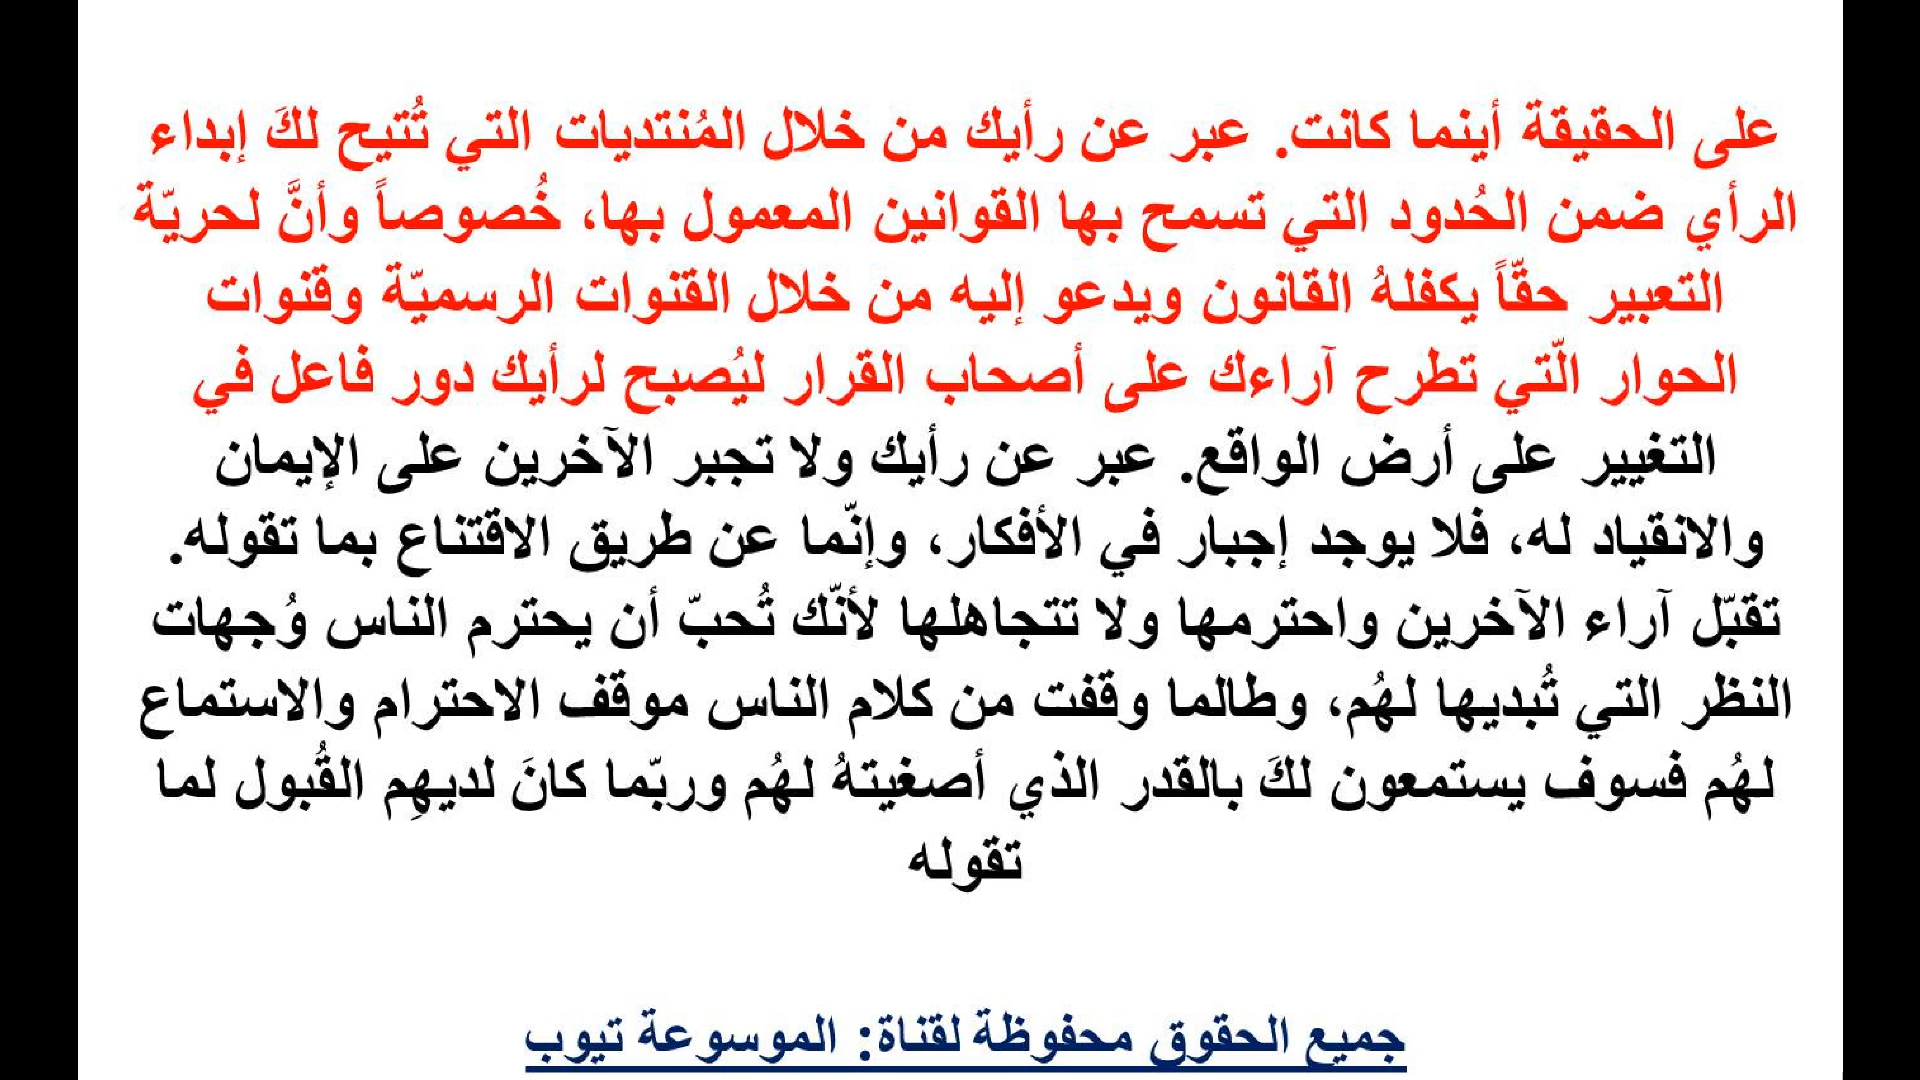 على الحقيقة أينما كانت. عبر عن رأيك من خلال المُنتديات التي تُتيح لكَ إبداء
الرأي ضمن الحُدود التي تسمح بها القوانين المعمول بها، خُصوصاً وأنَّ لحريّة
التعبير حقّاً يكفلهُ القانون ويدعو إليه من خلال القنوات الرسميّة وقنوات
الحوار الّتي تطرح آراءك على أصحاب القرار ليُصبح لرأيك دور فاعل في
التغيير على أرض الواقع. عبر عن رأيك ولا تجبر الآخرين على الإيمان
والانقياد له، فلا يوجد إجبار في الأفكار، وإنّما عن طريق الاقتناع بما تقوله.
تقبّل آراء الآخرين واحترمها ولا تتجاهلها لأنّك تُحبّ أن يحترم الناس وُجهات
النظر التي تُبديها لهُم، وطالما وقفت من كلام الناس موقف الاحترام والاستماع
لهُم فسوف يستمعون لكَ بالقدر الذي أصغيتهُ لهُم وربّما كانَ لديهِم القُبول لما
تقوله
جميع الحقوق محفوظة لقناة: الموسوعة تيوب